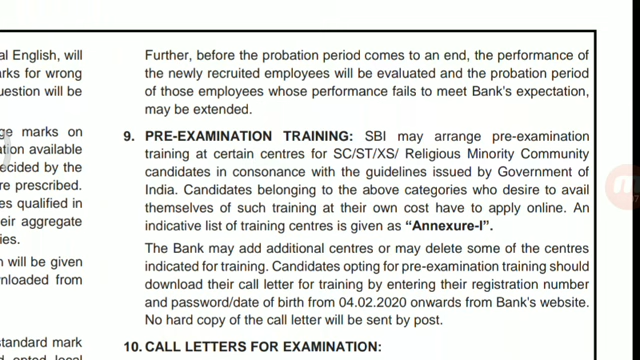 al English, will
arks for wrong
uestion will be
ge marks on
ation available
ecided by the
re prescribed.
es qualified in
eir aggregate
ies.
n will be given
wnloaded from
standard mark
Further, before the probation period comes to an end, the performance of
the newly recruited employees will be evaluated and the probation period
of those employees whose performance fails to meet Bank's expectation,
may be extended.
9. PRE-EXAMINATION TRAINING: SBI may arrange pre-examination
training at certain centres for SC/ST/XS/ Religious Minority Community
candidates in consonance with the guidelines issued by Government of
India. Candidates belonging to the above categories who desire to avail
themselves of such training at their own cost have to apply online. An
indicative list of training centres is given as “Annexure-I”.
The Bank may add additional centres or may delete some of the centres
indicated for training. Candidates opting for pre-examination training should
download their call letter for training by entering their registration number
and password/date of birth from 04.02.2020 onwards from Bank's website.
No hard copy of the call letter will be sent by post.
10. CALL LETTERS FOR EXAMINATION: